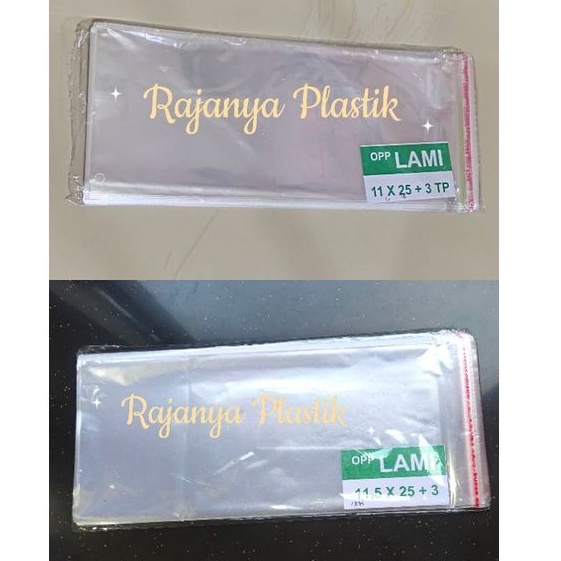 Rajanya Plastik
OPP LAMI
11 X 25 + 3 TP
Rajanya Plastik
OPP LAMI
11,5 X 25 + 3